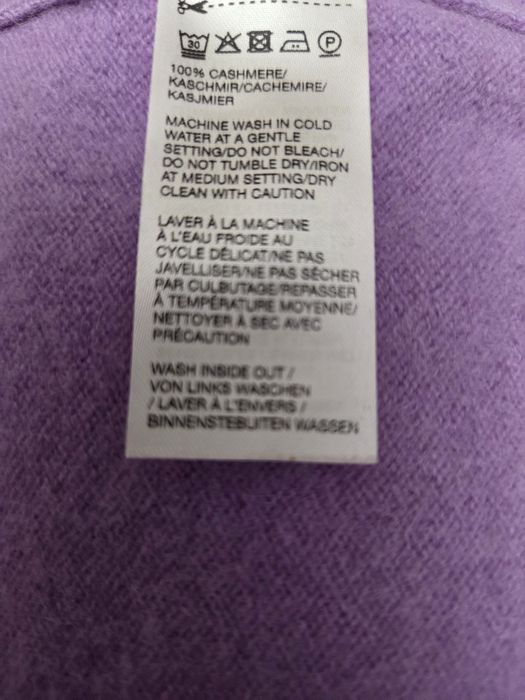 30 P
100% CASHMERE/
KASCHMIR/CACHEMIRE/
KASJMIER
MACHINE WASH IN COLD
WATER AT A GENTLE
SETTING/DO NOT BLEACH/
DO NOT TUMBLE DRY/IRON
AT MEDIUM SETTING/DRY
CLEAN WITH CAUTION
LAVER À LA MACHINE
À L'EAU FROIDE AU
CYCLE DÉLICAT/NE PAS
JAVELLISER/NE PAS SÉCHER
PAR CULBUTAGE/REPASSER
À TEMPÉRATURE MOYENNE/
NETTOYER À SEC AVEC
PRÉCAUTION
WASH INSIDE OUT /
VON LINKS WASCHEN
/ LAVER À L'ENVERS /
BINNENSTEBUITEN WASSEN